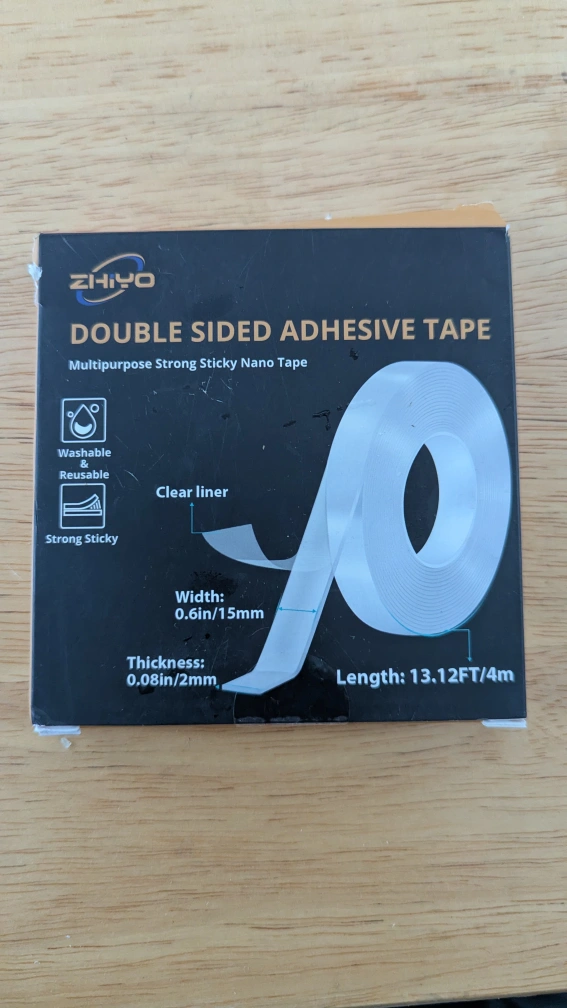 ZHIYO
DOUBLE SIDED ADHESIVE TAPE
Multipurpose Strong Sticky Nano Tape
Washable
&
Reusable
Strong Sticky
Clear liner
Width:
0.6in/15mm
Thickness:
0.08in/2mm
Length: 13.12FT/4m